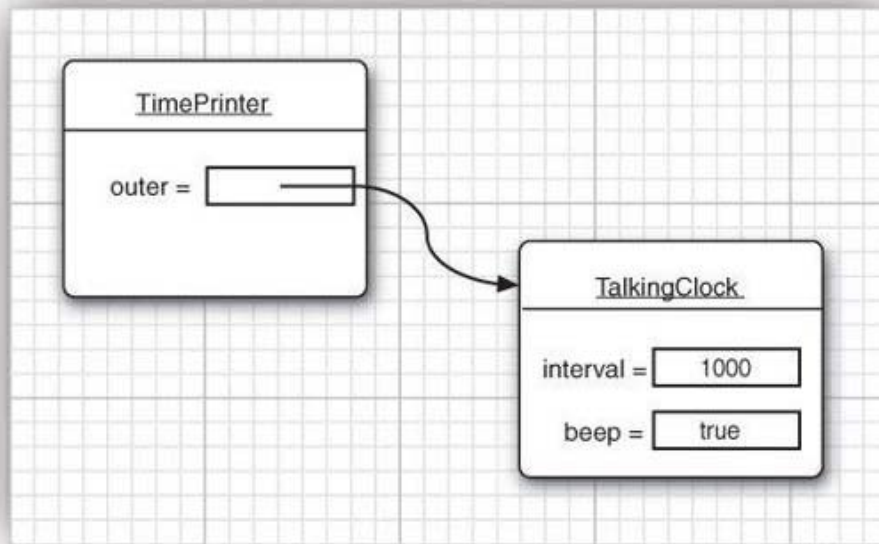 TimePrinter
outer =
TalkingClock
interval = 1000
beep = true